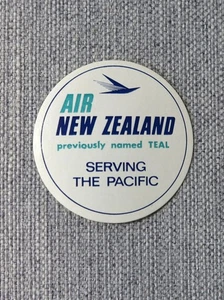 AIR
NEW ZEALAND
previously named TEAL
SERVING
THE PACIFIC